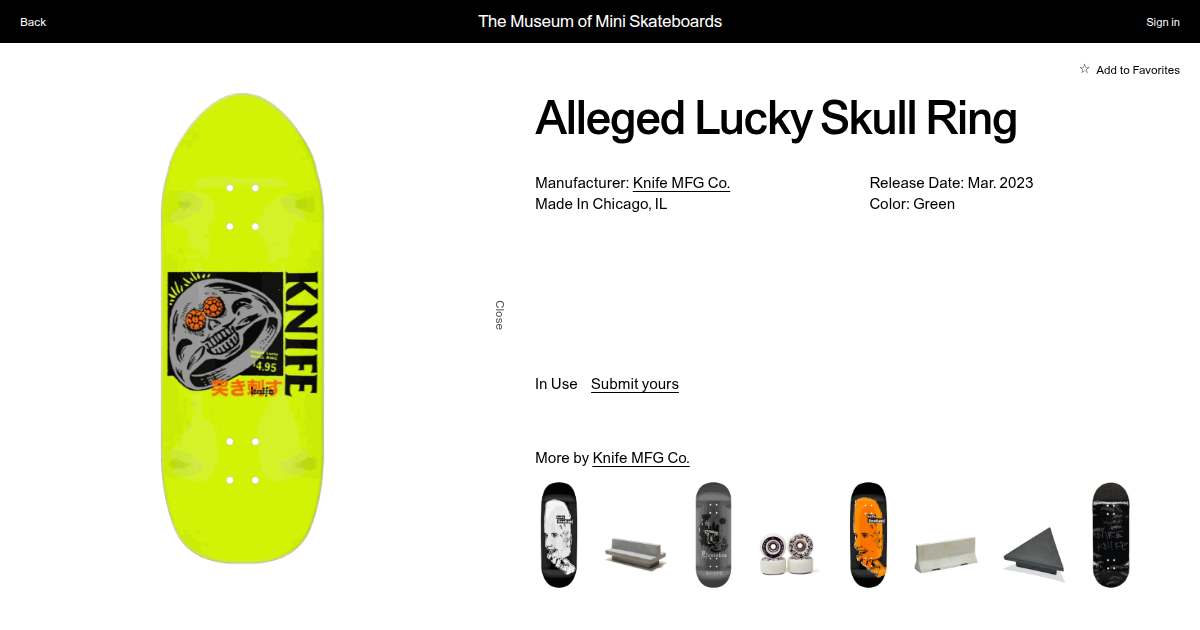 Back
The Museum of Mini Skateboards
Sign in
☆ Add to Favorites
Alleged Lucky Skull Ring
Manufacturer: Knife MFG Co.
Made In Chicago, IL
Release Date: Mar. 2023
Color: Green
KNIFE
4.95
突き刺す
knife
Close
In Use Submit yours
More by Knife MFG Co.